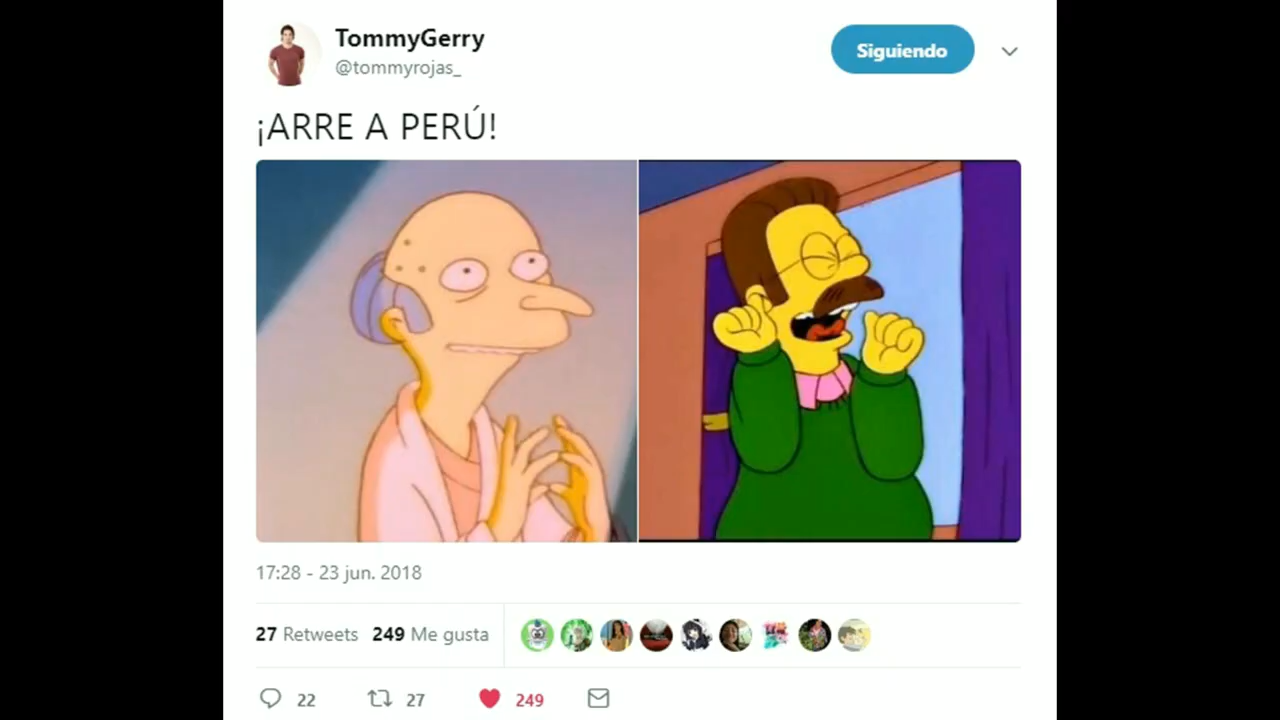 TommyGerry
@tommyrojas_
Siguiendo
¡ARRE A PERÚ!
17:28 - 23 jun. 2018
27 Retweets 249 Me gusta
22 27 249